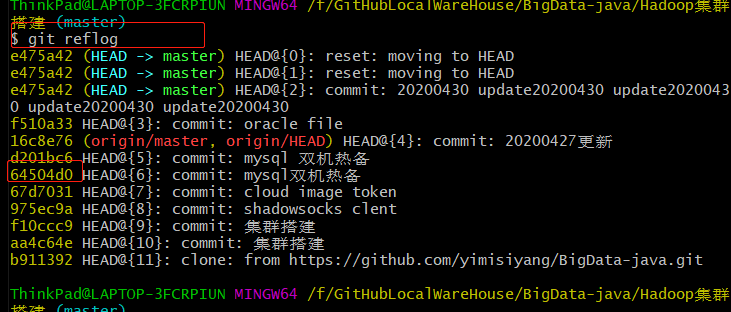 ThinkPad@LAPTOP-3FCRPIUN MINGW64 /f/GitHubLocalWareHouse/BigData-java/Hadoop集群
搭建 (master)
$ git reflog
e475a42 (HEAD -> master) HEAD@{0}: reset: moving to HEAD
e475a42 (HEAD -> master) HEAD@{1}: reset: moving to HEAD
e475a42 (HEAD -> master) HEAD@{2}: commit: 20200430 update20200430 update2020043
0 update20200430 update20200430
f510a33 HEAD@{3}: commit: oracle file
16c8e76 (origin/master, origin/HEAD) HEAD@{4}: commit: 20200427更新
d201bc6 HEAD@{5}: commit: mysql 双机热备
64504d0 HEAD@{6}: commit: mysql双机热备
67d7031 HEAD@{7}: commit: cloud image token
975ec9a HEAD@{8}: commit: shadowsocks clent
f10ccc9 HEAD@{9}: commit: 集群搭建
aa4c64e HEAD@{10}: commit: 集群搭建
b911392 HEAD@{11}: clone: from https://github.com/yimisiyang/BigData-java.git
ThinkPad@LAPTOP-3FCRPIUN MINGW64 /f/GitHubLocalWareHouse/BigData-java/Hadoop集群
搭建 (master)